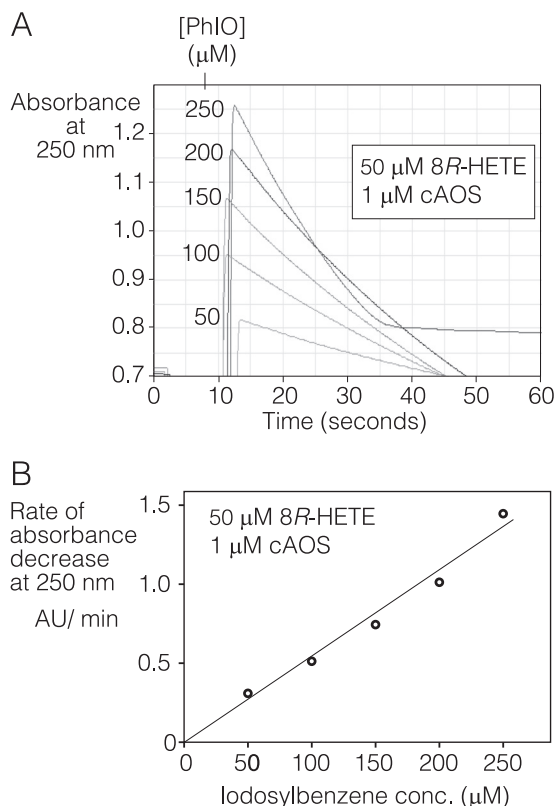 A
[PhIO]
(μM)
Absorbance
at
250 nm
250
200
150
100
50
1.2
1.1
1.0
0.9
0.8
0.7
50 μM 8R-HETE
1 μM cAOS
0 10 20 30 40 50 60
Time (seconds)
B
Rate of
absorbance
decrease
at 250 nm
AU/ min
1.5
1.0
0.5
0
50 μM 8R-HETE
1 μM cAOS
0 50 100 150 200 250
Iodosylbenzene conc. (μM)